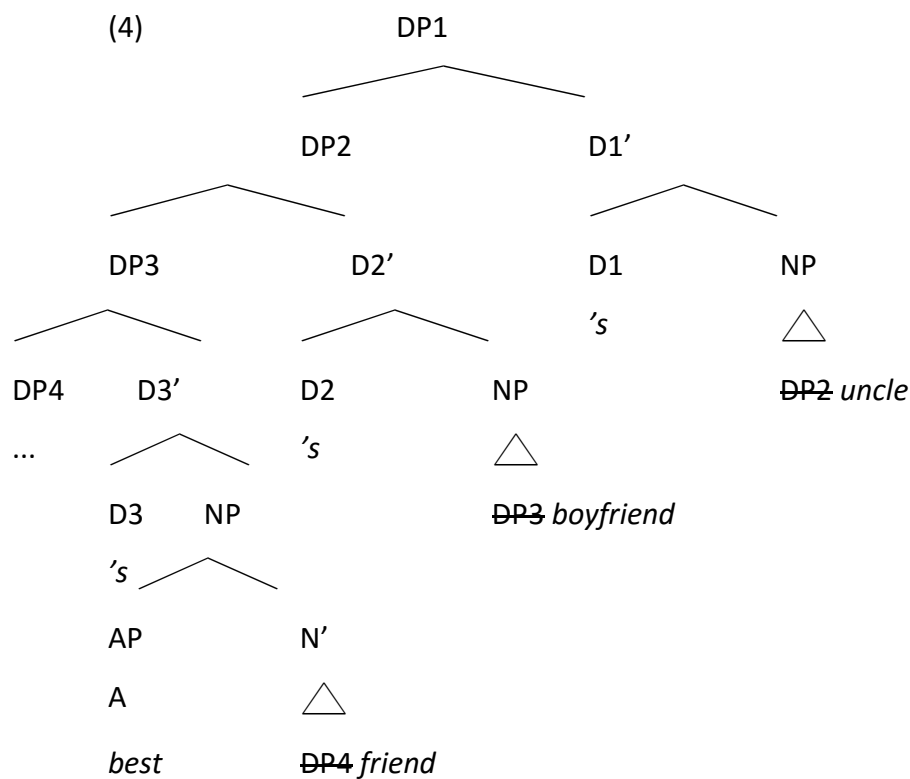 (4) DP1
DP2 D1’
DP3 D2’ D1 NP
’s
DP4 D3’ D2 NP DP2 uncle
... ’s
D3 NP DP3 boyfriend
’s
AP N’
A
best DP4 friend